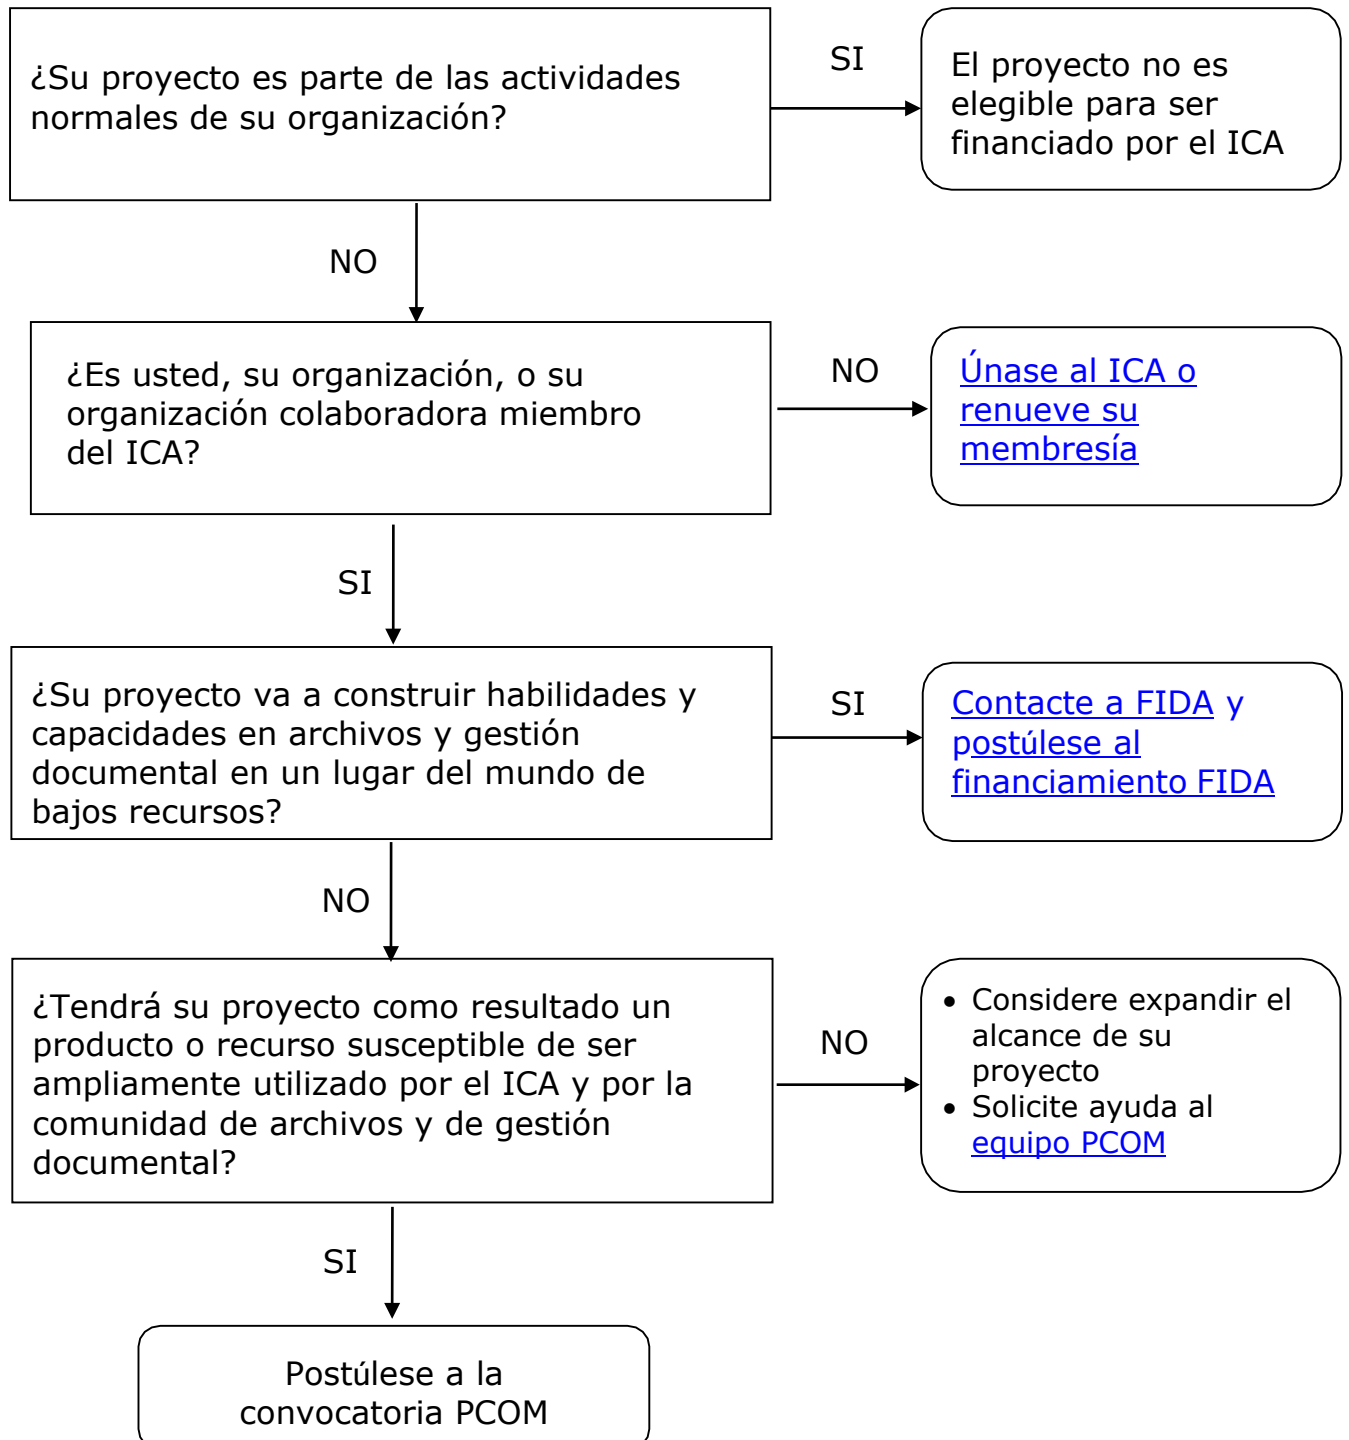 ¿Su proyecto es parte de las actividades
normales de su organización?
SI
El proyecto no es
elegible para ser
financiado por el ICA
NO
¿Es usted, su organización, o su
organización colaboradora miembro
del ICA?
NO
Únase al ICA o
renueve su
membresía
SI
¿Su proyecto va a construir habilidades y
capacidades en archivos y gestión
documental en un lugar del mundo de
bajos recursos?
SI
Contacte a FIDA y
postúlese al
financiamiento FIDA
NO
¿Tendrá su proyecto como resultado un
producto o recurso susceptible de ser
ampliamente utilizado por el ICA y por la
comunidad de archivos y de gestión
documental?
NO
• Considere expandir el
alcance de su
proyecto
• Solicite ayuda al
equipo PCOM
SI
Postúlese a la
convocatoria PCOM